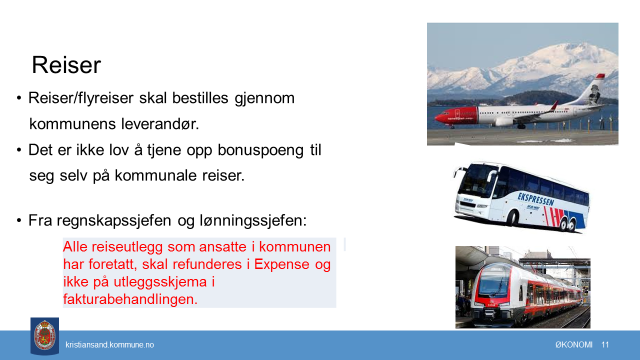 Reiser
• Reiser/flyreiser skal bestilles gjennom
kommunens leverandør.
• Det er ikke lov å tjene opp bonuspoeng til
seg selv på kommunale reiser.
• Fra regnskapssjefen og lønningssjefen:
Alle reiseutlegg som ansatte i kommunen
har foretatt, skal refunderes i Expense og
ikke på utleggsskjema i
fakturabehandlingen.
EKSPRESSEN
kristiansand.kommune.no
ØKONOMI 11